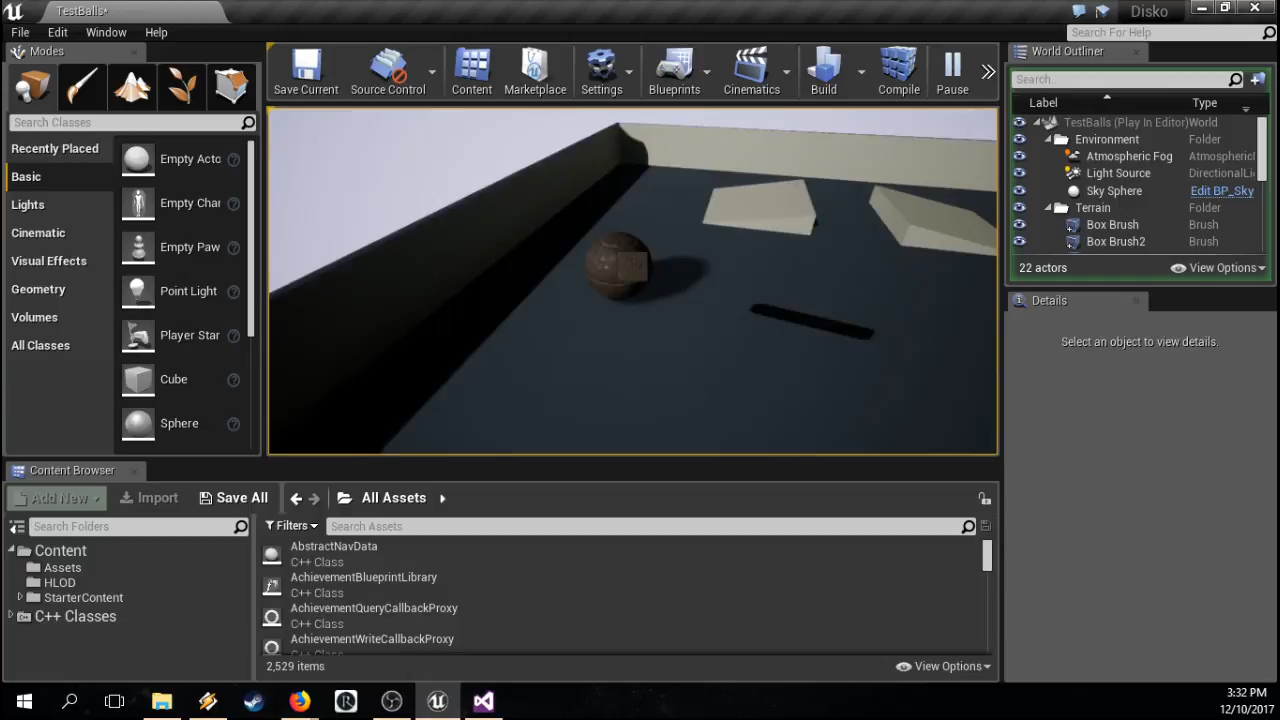 TestBalls*
Disko
File Edit Window Help
Search For Help
Modes
Search Classes
Recently Placed
Basic
Lights
Cinematic
Visual Effects
Geometry
Volumes
All Classes
Empty Acto
Empty Char
Empty Paw
Point Light
Player Star
Cube
Sphere
Save Current
Source Control
Content
Marketplace
Settings
Blueprints
Cinematics
Build
Compile
Pause
World Outliner
Search..
Label Type
TestBalls (Play In Editor) World
Environment Folder
Atmospheric Fog Atmospheri
Light Source DirectionalLi
Sky Sphere Edit BP_Sky
Terrain Folder
Box Brush Brush
Box Brush2 Brush
22 actors View Options
Details
Select an object to view details.
Content Browser
Add New Import Save All All Assets
Search Folders
Filters Search Assets
Content
Assets
HLOD
StarterContent
C++ Classes
AbstractNavData
C++ Class
AchievementBlueprintLibrary
C++ Class
AchievementQueryCallbackProxy
C++ Class
AchievementWriteCallbackProxy
C++ Class
2,529 items View Options
3:32 PM
12/10/2017